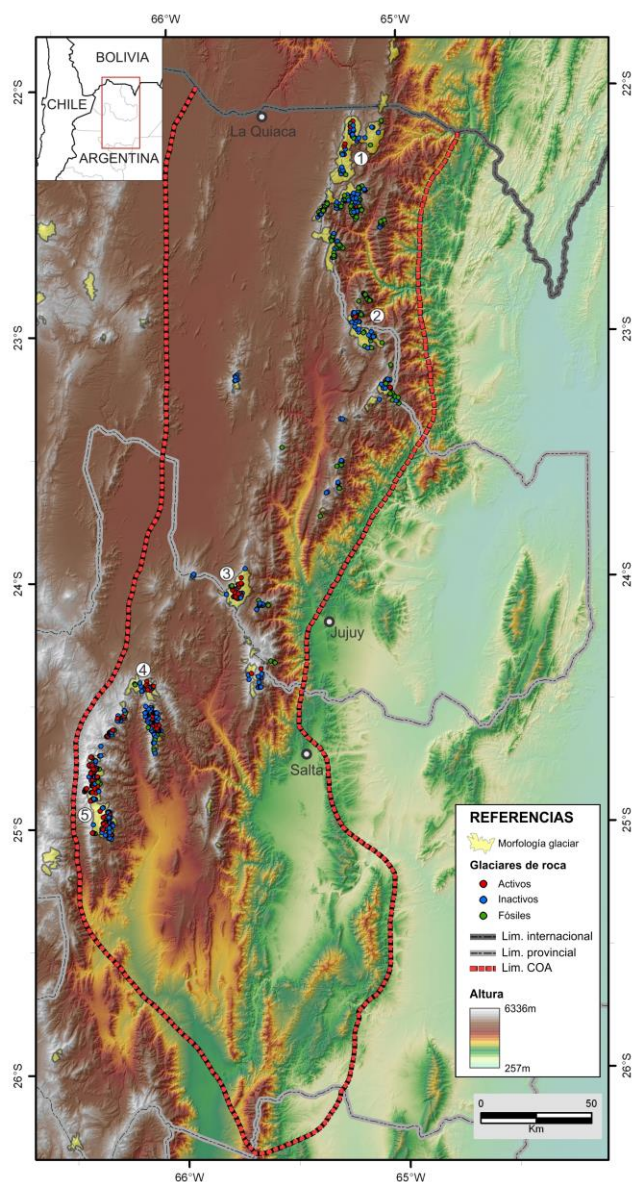 66°W
65°W
BOLIVIA
CHILE
ARGENTINA
22°S
22°S
La Quiaca
1
23°S
23°S
2
24°S
24°S
3
Jujuy
4
Salta
25°S
25°S
5
REFERENCIAS
Morfología glaciar
Glaciares de roca
Activos
Inactivos
Fósiles
Lim. internacional
Lim. provincial
Lim. COA
Altura
6336m
257m
26°S
26°S
0 50
Km
66°W
65°W